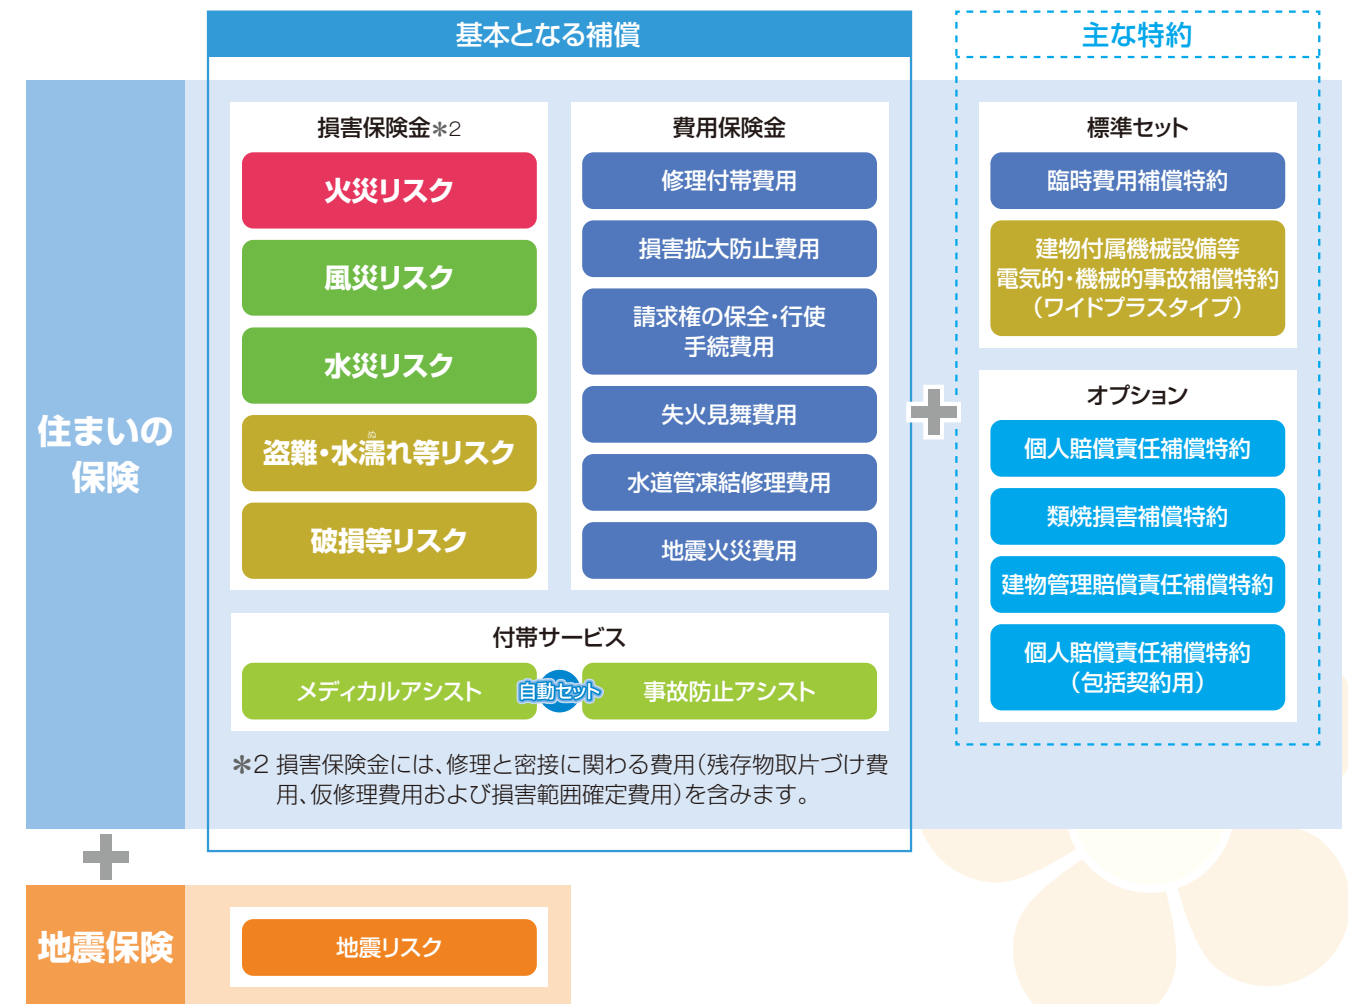 基本となる補償
主な特約
住まいの
保険
損害保険金＊2
火災リスク
風災リスク
水災リスク
盗難・水濡れ等リスク
ぬ
破損等リスク
費用保険金
修理付帯費用
損害拡大防止費用
請求権の保全・行使
手続費用
失火見舞費用
水道管凍結修理費用
地震火災費用
付帯サービス
メディカルアシスト
自動セット
事故防止アシスト
＊2 損害保険金には、修理と密接に関わる費用（残存物取片づけ費
用、仮修理費用および損害範囲確定費用）を含みます。
標準セット
臨時費用補償特約
建物付属機械設備等
電気的・機械的事故補償特約
（ワイドプラスタイプ）
オプション
個人賠償責任補償特約
類焼損害補償特約
建物管理賠償責任補償特約
個人賠償責任補償特約
（包括契約用）
地震保険
地震リスク